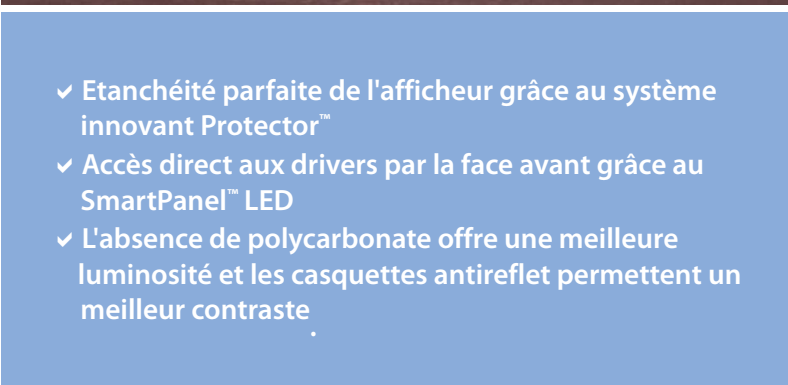 ✓ Etanchéité parfaite de l'afficheur grâce au système
innovant Protector™
✓ Accès direct aux drivers par la face avant grâce au
SmartPanel™ LED
✓ L'absence de polycarbonate offre une meilleure
luminosité et les casquettes antireflet permettent un
meilleur contraste
.